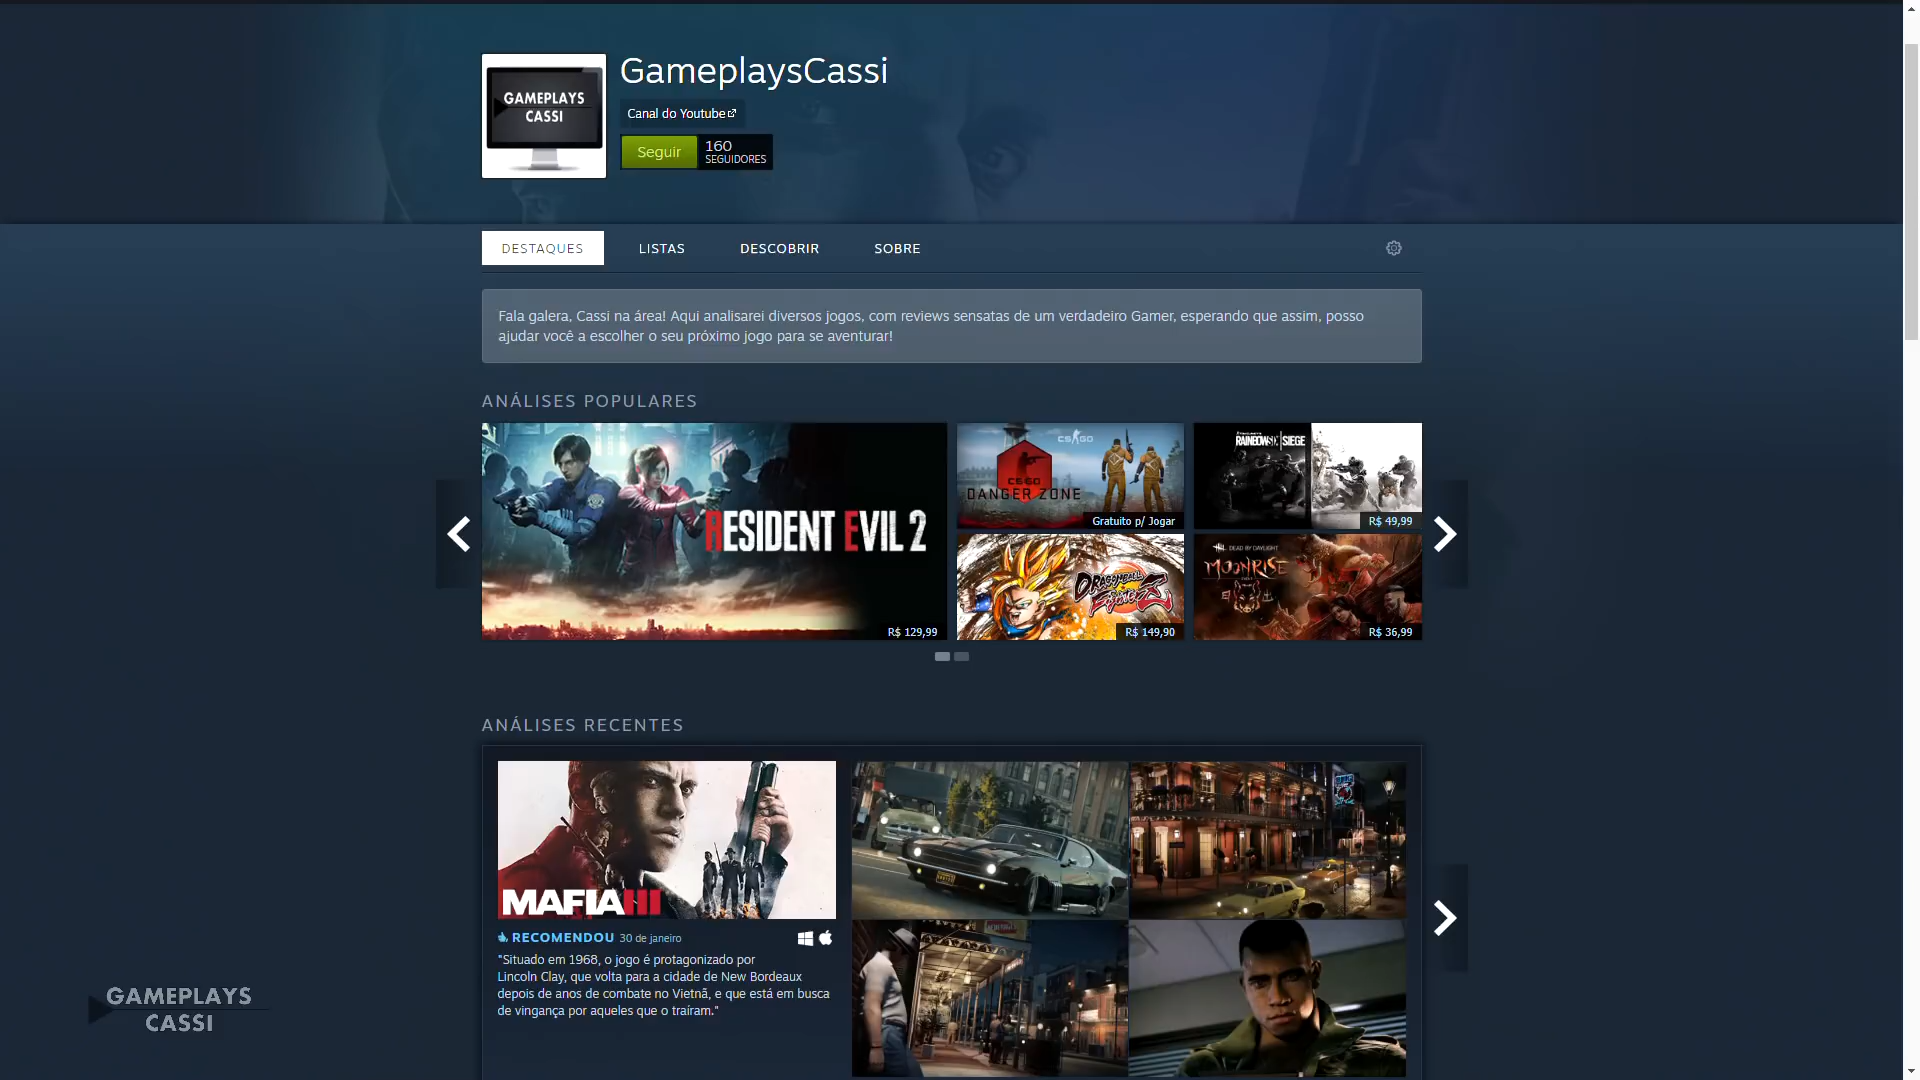 GAMEPLAYS
CASSI
GameplaysCassi
Canal do Youtube
Seguir
160
SEGUIDORES
DESTAQUES
LISTAS
DESCOBRIR
SOBRE
Fala galera, Cassi na área! Aqui analisarei diversos jogos, com reviews sensatas de um verdadeiro Gamer, esperando que assim, posso
ajudar você a escolher o seu próximo jogo para se aventurar!
ANÁLISES POPULARES
RESIDENT EVIL 2
R$ 129,99
CS GO
CS GO
DANGER ZONE
Gratuito p/ Jogar
RAINBOW SIX SIEGE
R$ 49,99
DRAGONBALL
FighterZ
R$ 149,90
DEAD BY DAYLIGHT
MOONRISE
R$ 36,99
ANÁLISES RECENTES
MAFIA III
RECOMENDOU 30 de janeiro
"Situado em 1968, o jogo é protagonizado por
Lincoln Clay, que volta para a cidade de New Bordeaux
depois de anos de combate no Vietnã, e que está em busca
de vingança por aqueles que o traíram."
GAMEPLAYS
CASSI